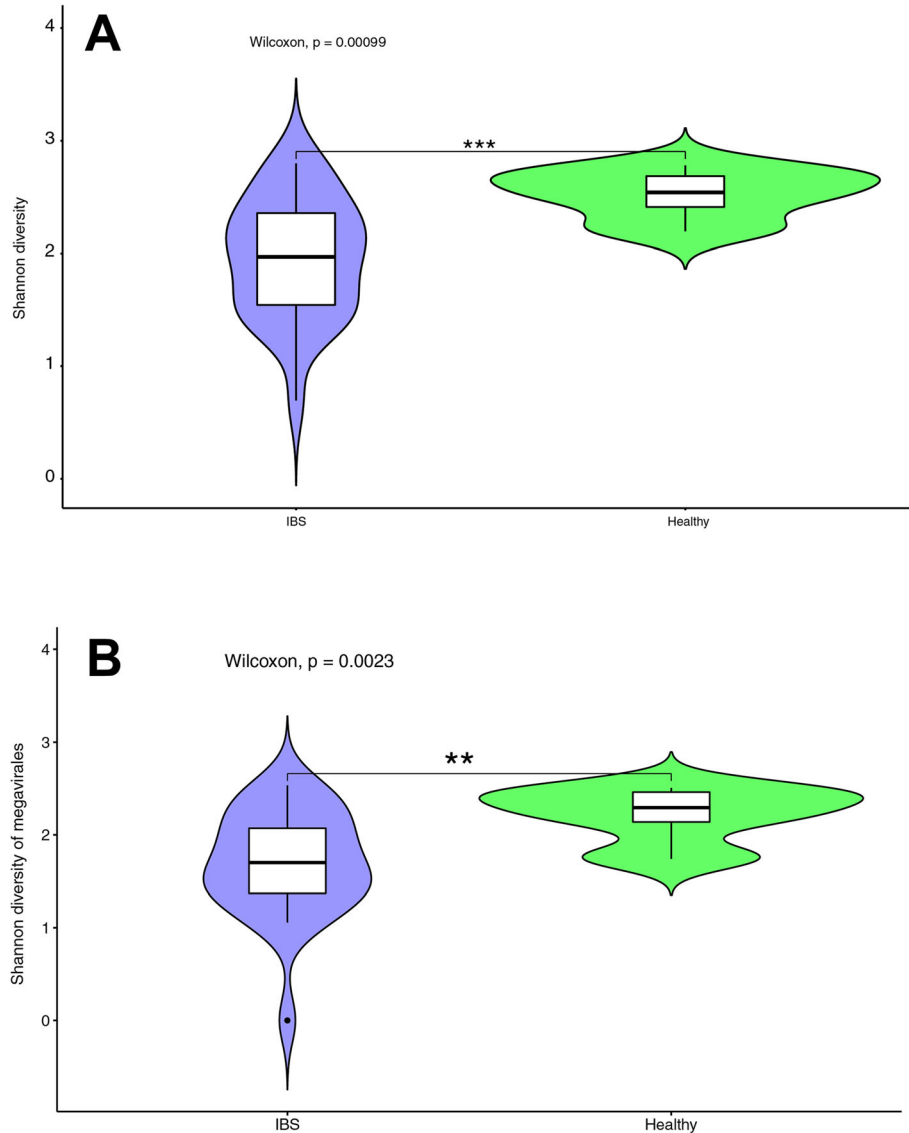 A
Wilcoxon, p = 0.00099
4
3
2
1
0
***
Shannon diversity
IBS Healthy
B
Wilcoxon, p = 0.0023
4
3
2
1
0
**
Shannon diversity of megavirales
IBS Healthy